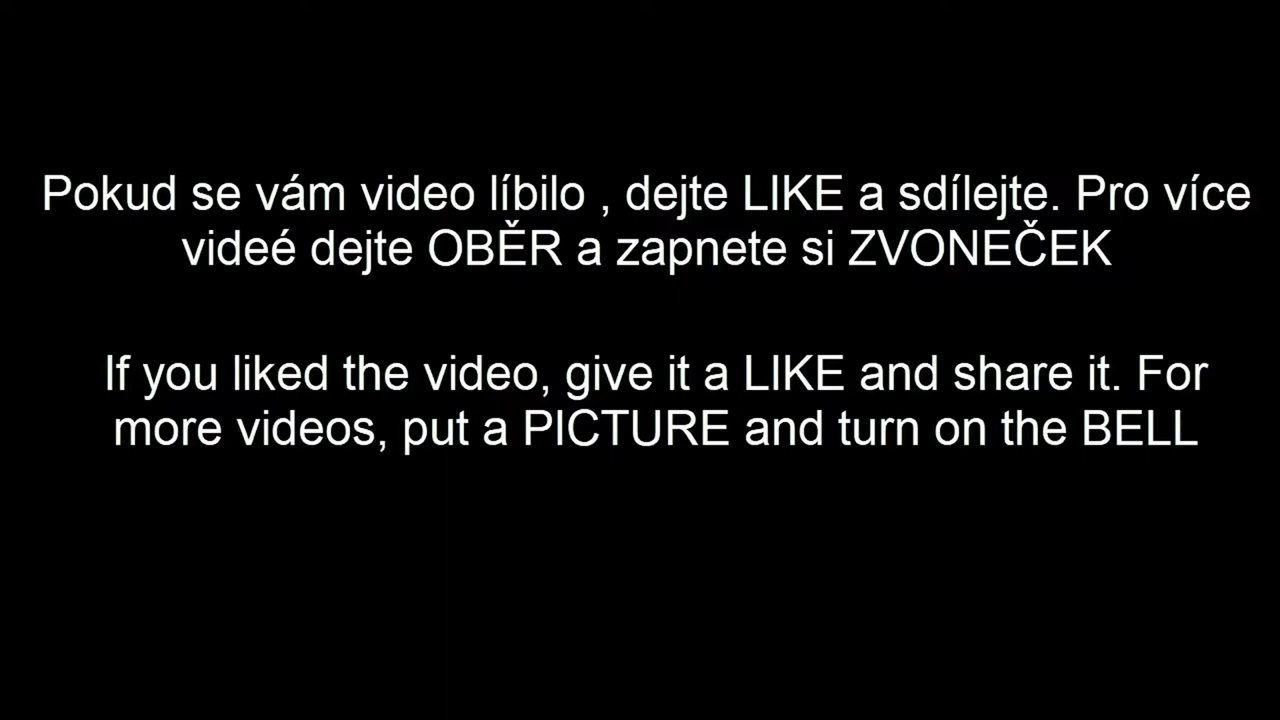 Pokud se vám video líbilo , dejte LIKE a sdílejte. Pro více
videé dejte OBĚR a zapnete si ZVONEČEK
If you liked the video, give it a LIKE and share it. For
more videos, put a PICTURE and turn on the BELL